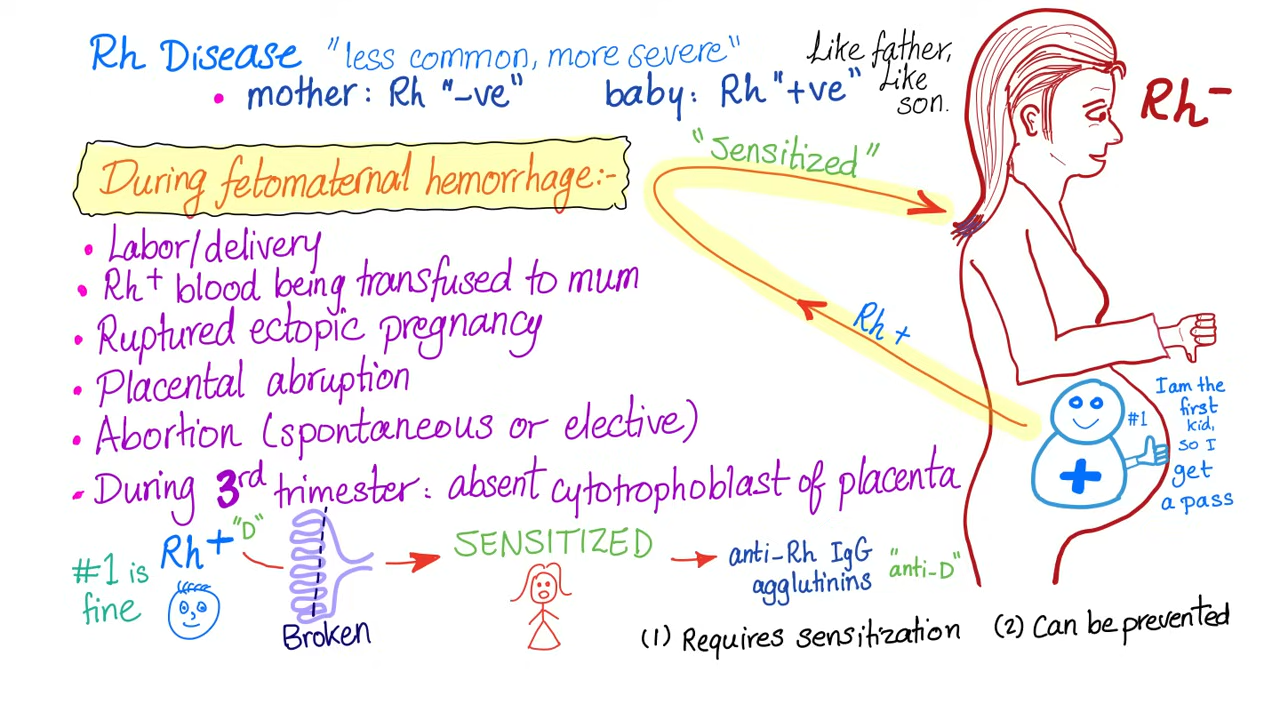 Rh Disease "less common, more severe"
• mother: Rh "-ve" baby: Rh "+ve"
Like father,
Like
son.
Rh-
During fetomaternal hemorrhage:-
"Sensitized"
Rh+
• Labor/delivery
• Rh+ blood being transfused to mum
• Ruptured ectopic pregnancy
• Placental abruption
• Abortion (spontaneous or elective)
• During 3rd trimester: absent cytotrophoblast of placenta
#1
I am the
first
kid,
so I
get
a pass
+
#1 is
fine
Rh+ "D"
Broken
SENSITIZED
anti-Rh IgG
agglutinins
"anti-D"
(1) Requires sensitization (2) Can be prevented